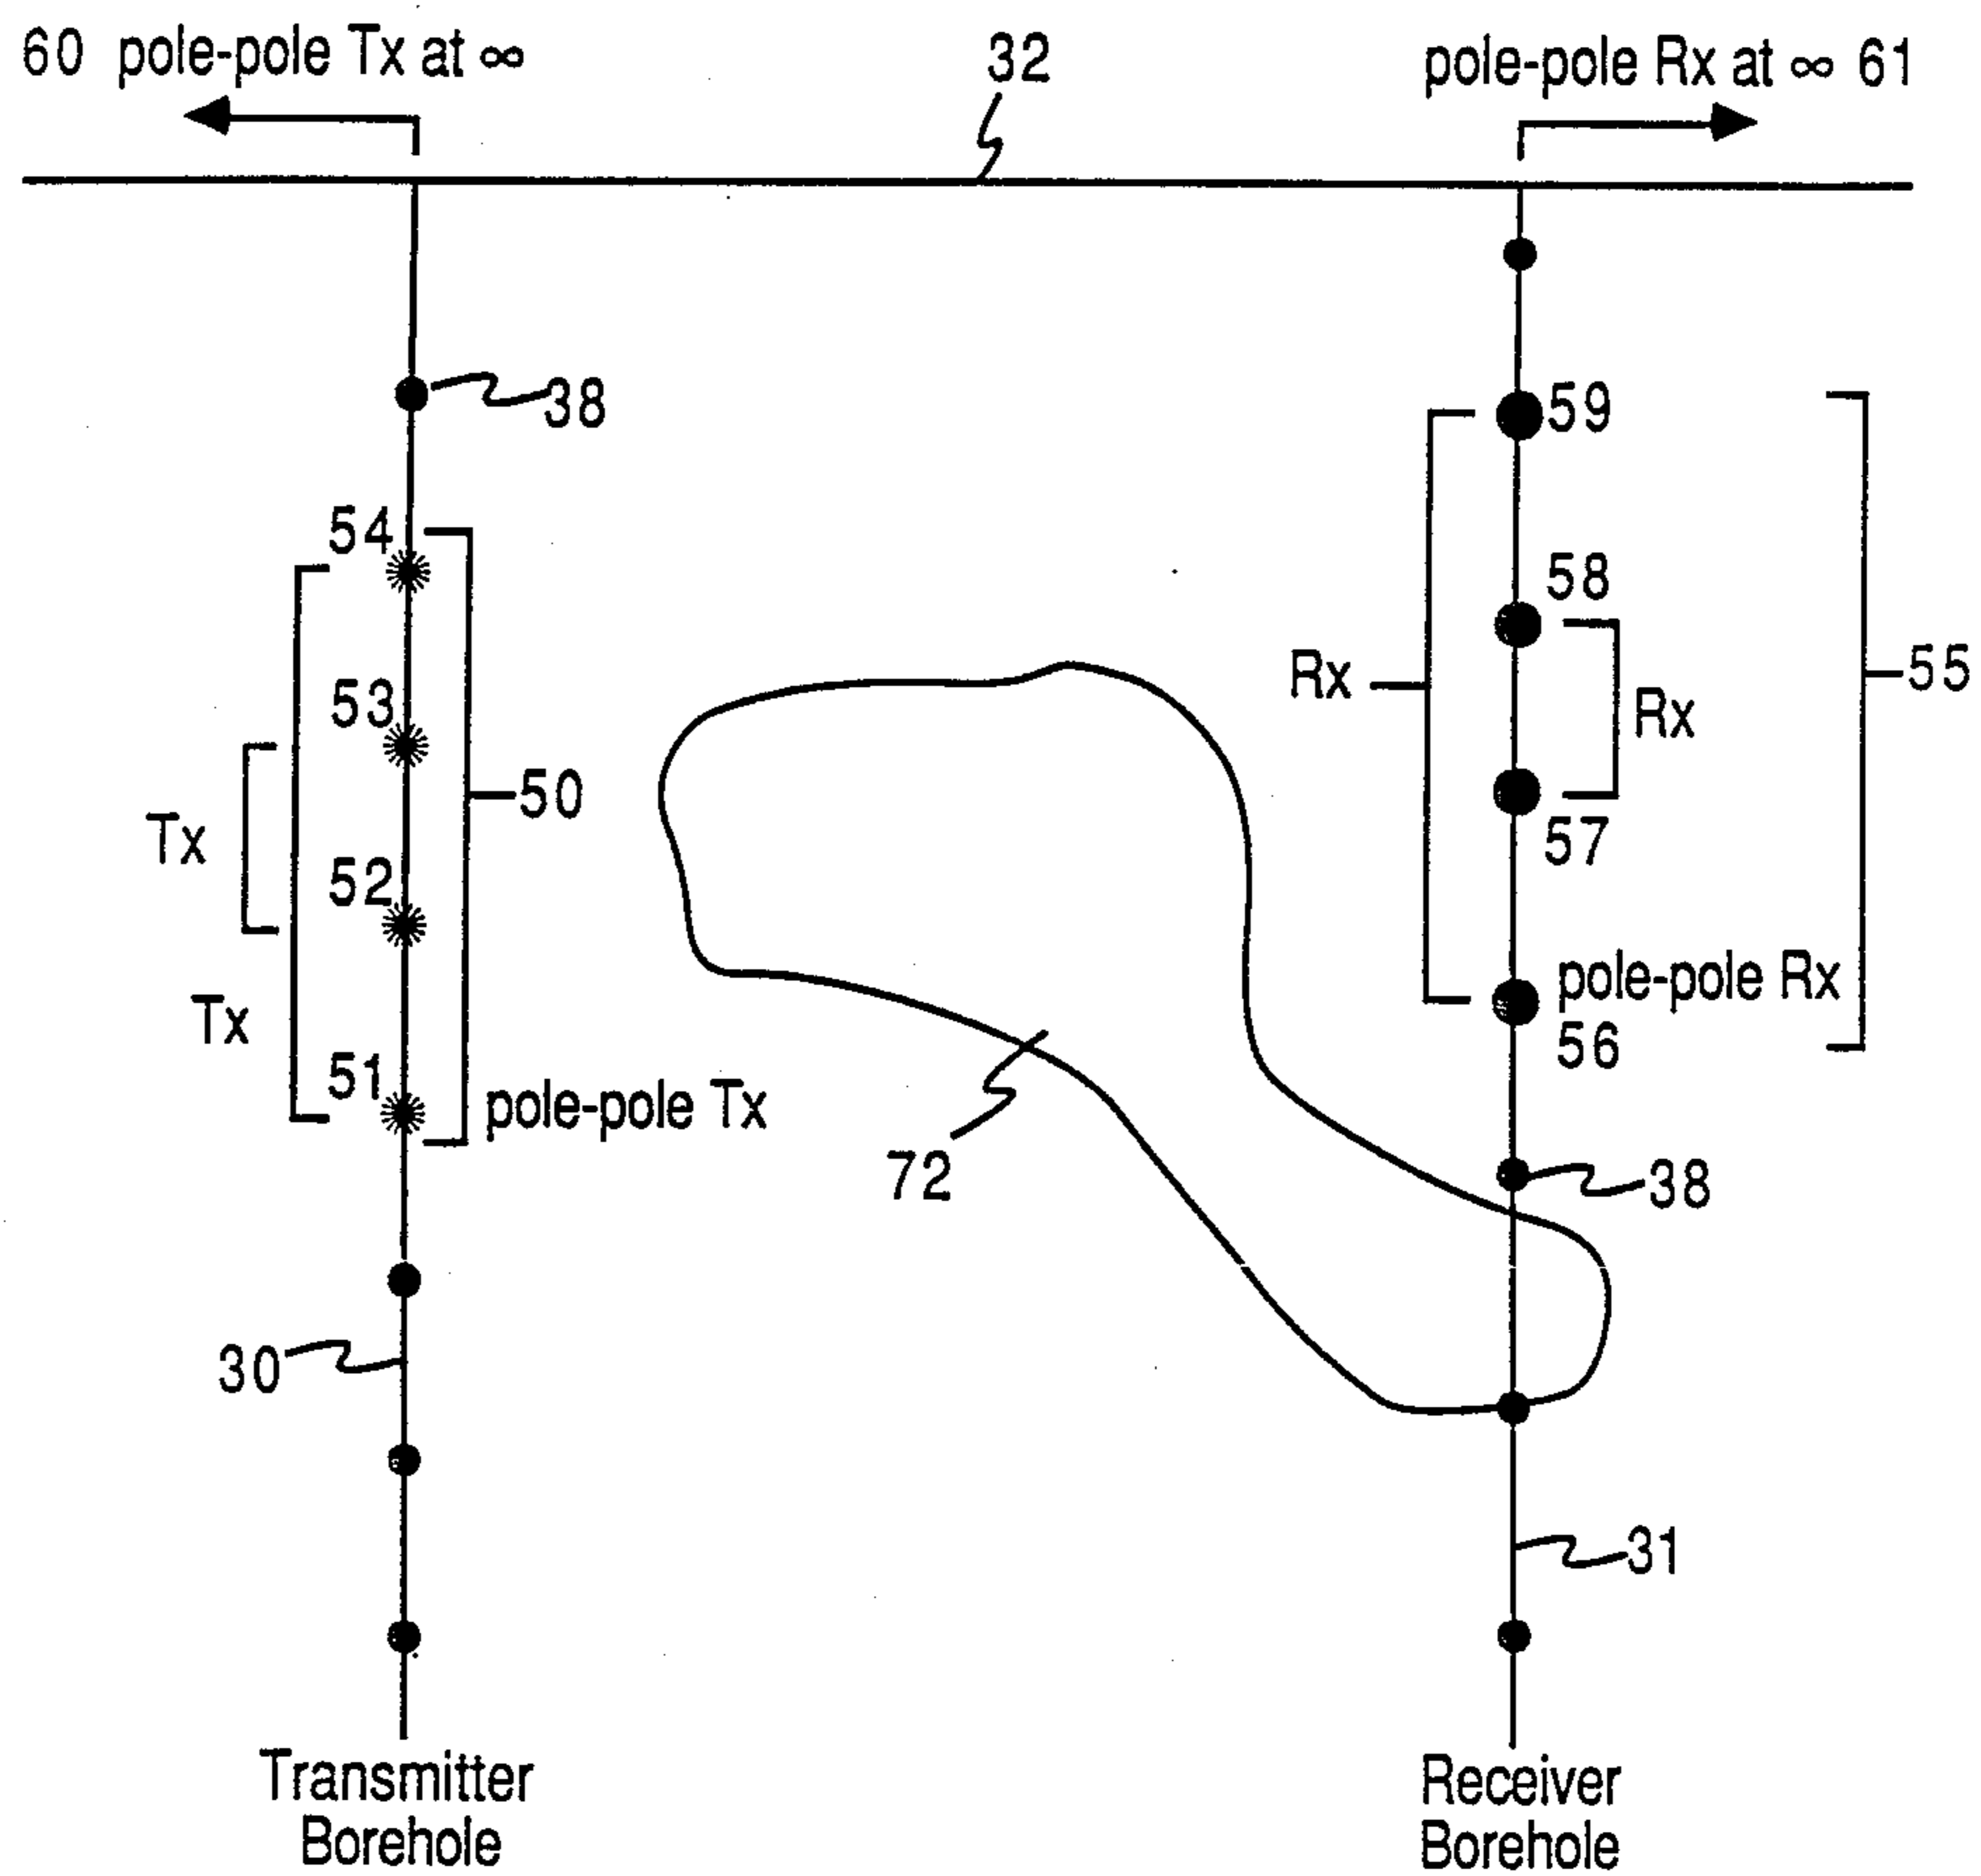 60 pole-pole Tx at ∞
32
pole-pole Rx at ∞ 61
38
59
54
58
53
Rx
55
Rx
50
Tx
57
52
pole-pole Rx
Tx
56
51
pole-pole Tx
72
38
30
31
Transmitter
Borehole
Receiver
Borehole